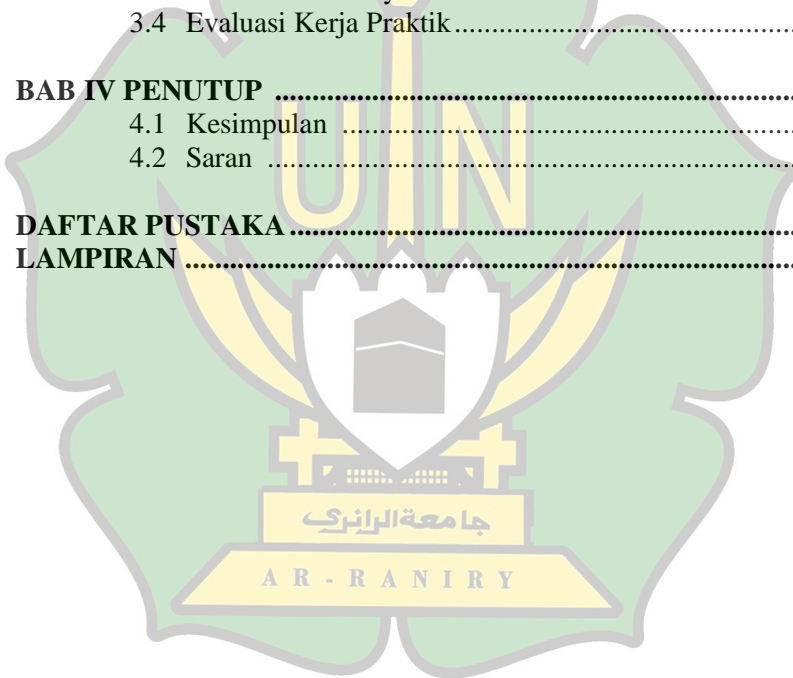 3.4 Evaluasi Kerja Praktik ..................................................
BAB IV PENUTUP ..................................................
4.1 Kesimpulan ..................................................
4.2 Saran ..................................................
DAFTAR PUSTAKA ..................................................
LAMPIRAN ..................................................
UIN
جامعة الرانري
AR - RANIRY